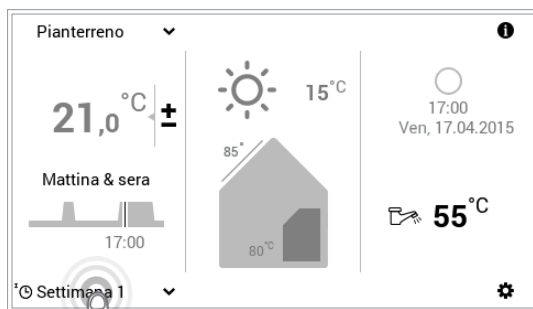 Pianterreno
21,0 °C ±
Mattina & sera
17:00
Settimana 1
15°C
85°
80°C
17:00
Ven, 17.04.2015
55°C